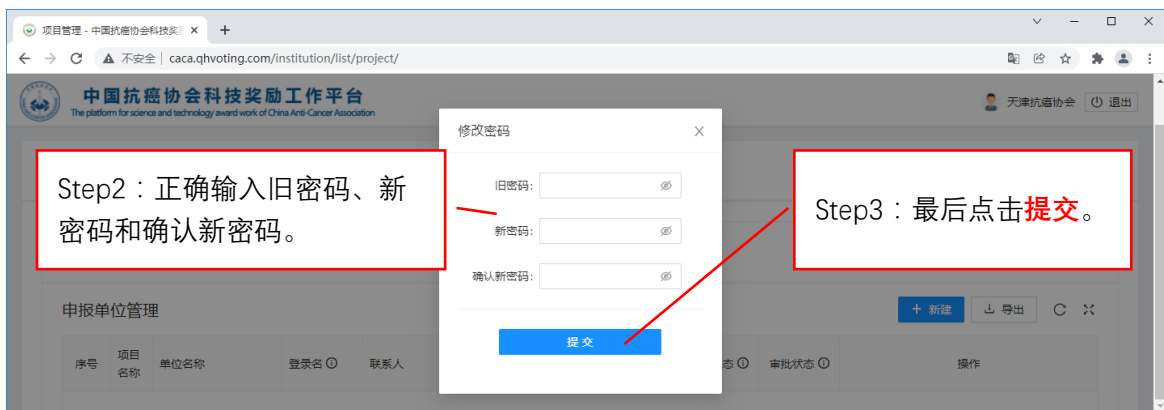 项目管理 - 中国抗癌协会科技奖
不安全 | caca.qhvoting.com/institution/list/project/
中国抗癌协会科技奖励工作平台
The platform for science and technology award work of China Anti-Cancer Association
天津抗癌协会 退出
修改密码
Step2：正确输入旧密码、新
密码和确认新密码。
旧密码:
新密码:
确认新密码:
提 交
Step3：最后点击提交。
申报单位管理
+ 新建 导出
序号 项目名称 单位名称 登录名 联系人 态 审批状态 操作